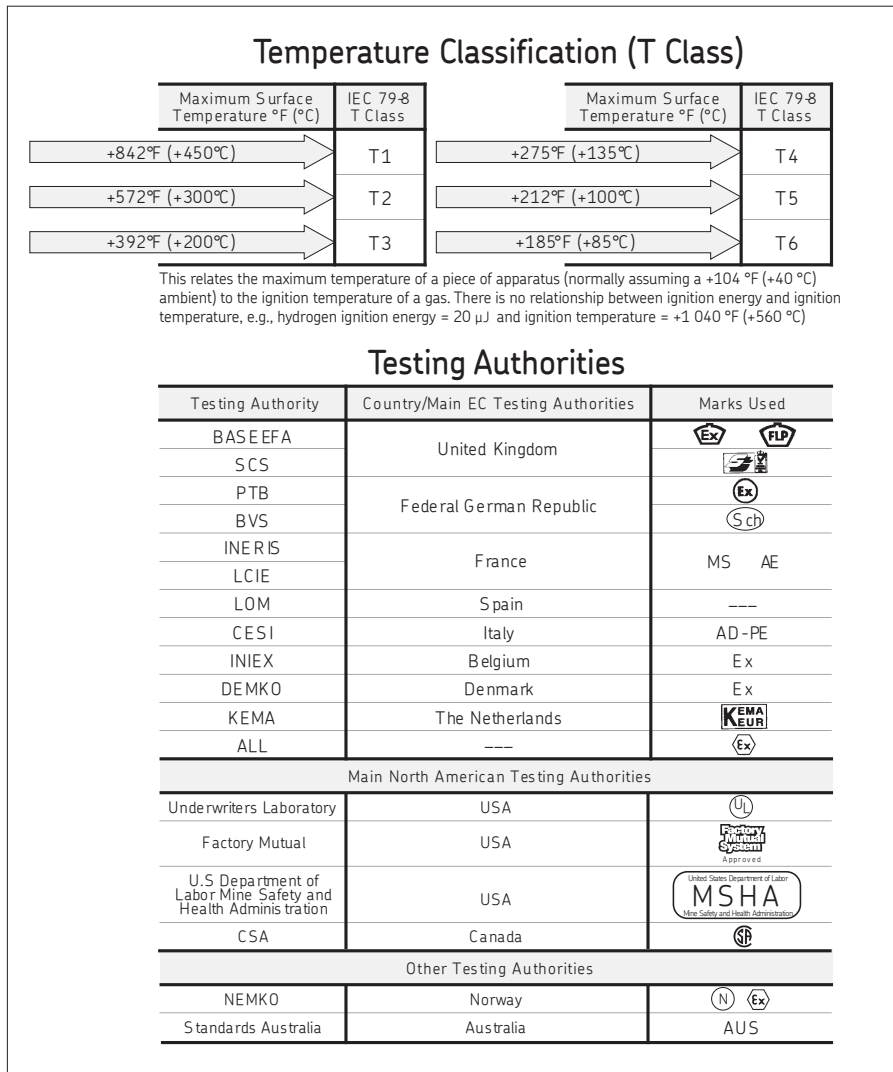 Temperature Classification (T Class)
Maximum Surface
Temperature °F (°C)
IEC 79-8
T Class
+842°F (+450°C)
T1
+572°F (+300°C)
T2
+392°F (+200°C)
T3
Maximum Surface
Temperature °F (°C)
IEC 79-8
T Class
+275°F (+135°C)
T4
+212°F (+100°C)
T5
+185°F (+85°C)
T6
This relates the maximum temperature of a piece of apparatus (normally assuming a +104 °F (+40 °C)
ambient) to the ignition temperature of a gas. There is no relationship between ignition energy and ignition
temperature, e.g., hydrogen ignition energy = 20 µJ and ignition temperature = +1 040 °F (+560 °C)
Testing Authorities
Testing Authority Country/Main EC Testing Authorities Marks Used
BASEEFA
United Kingdom
Ex FLP
SCS
PTB
Federal German Republic
Ex
BVS
Sch
INERIS
France
MS AE
LCIE
LOM Spain ---
CESI Italy AD-PE
INIEX Belgium Ex
DEMKO Denmark Ex
KEMA The Netherlands KEMA
EUR
ALL --- Ex
Main North American Testing Authorities
Underwriters Laboratory USA UL
Factory Mutual USA
Factory
Mutual
System
Approved
U.S Department of
Labor Mine Safety and
Health Administration
USA
United States Department of Labor
MSHA
Mine Safety and Health Administration
CSA Canada SA
Other Testing Authorities
NEMKO Norway N Ex
Standards Australia Australia AUS